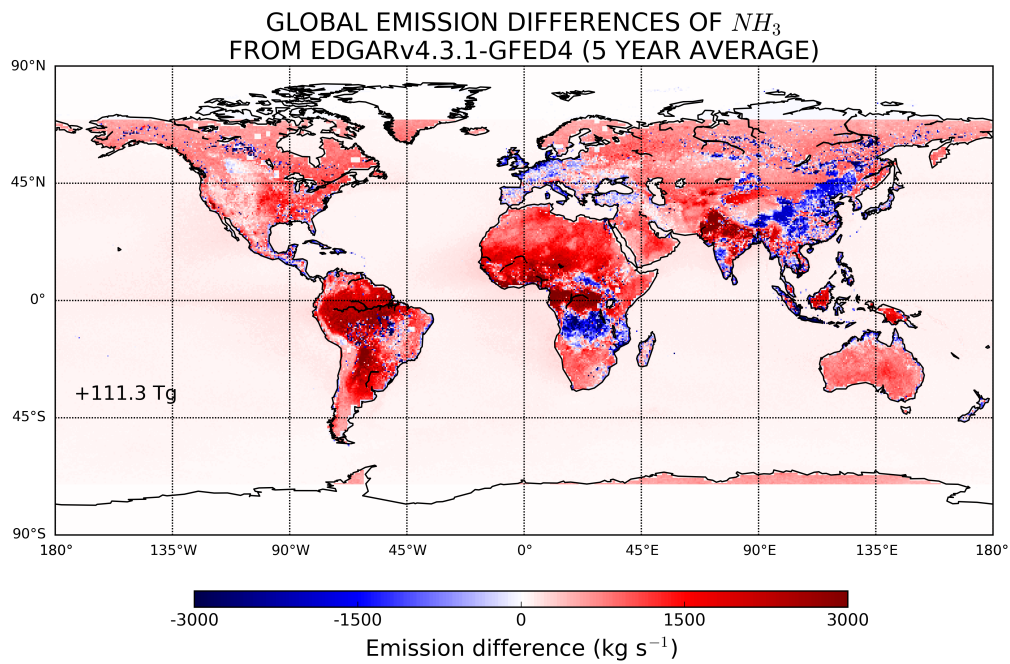 GLOBAL EMISSION DIFFERENCES OF NH₃
FROM EDGARv4.3.1-GFED4 (5 YEAR AVERAGE)
90°N
45°N
0°
+111.3 Tg
45°S
90°S
180° 135°W 90°W 45°W 0° 45°E 90°E 135°E 180°
-3000 -1500 0 1500 3000
Emission difference (kg s⁻¹)